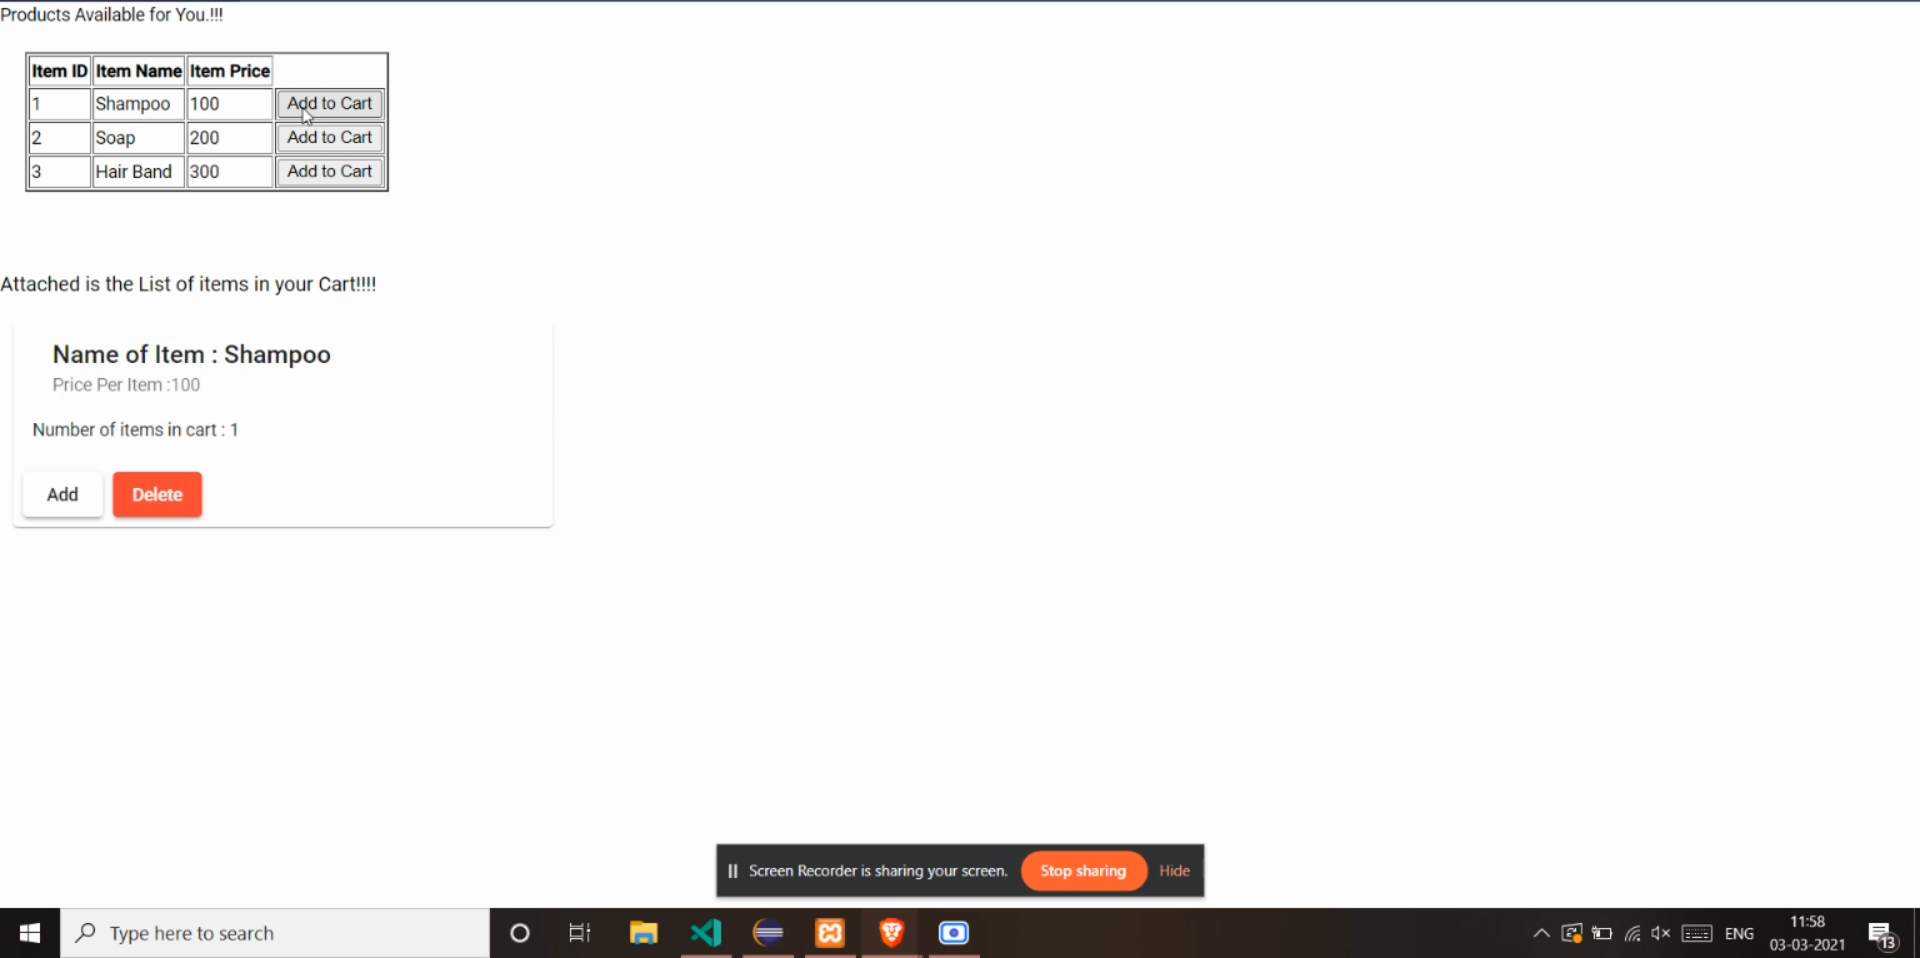 Products Available for You.!!!
Item ID Item Name Item Price
1 Shampoo 100 Add to Cart
2 Soap 200 Add to Cart
3 Hair Band 300 Add to Cart
Attached is the List of items in your Cart!!!!
Name of Item : Shampoo
Price Per Item :100
Number of items in cart : 1
Add Delete
Screen Recorder is sharing your screen. Stop sharing Hide
Type here to search
ENG
11:58
03-03-2021
13